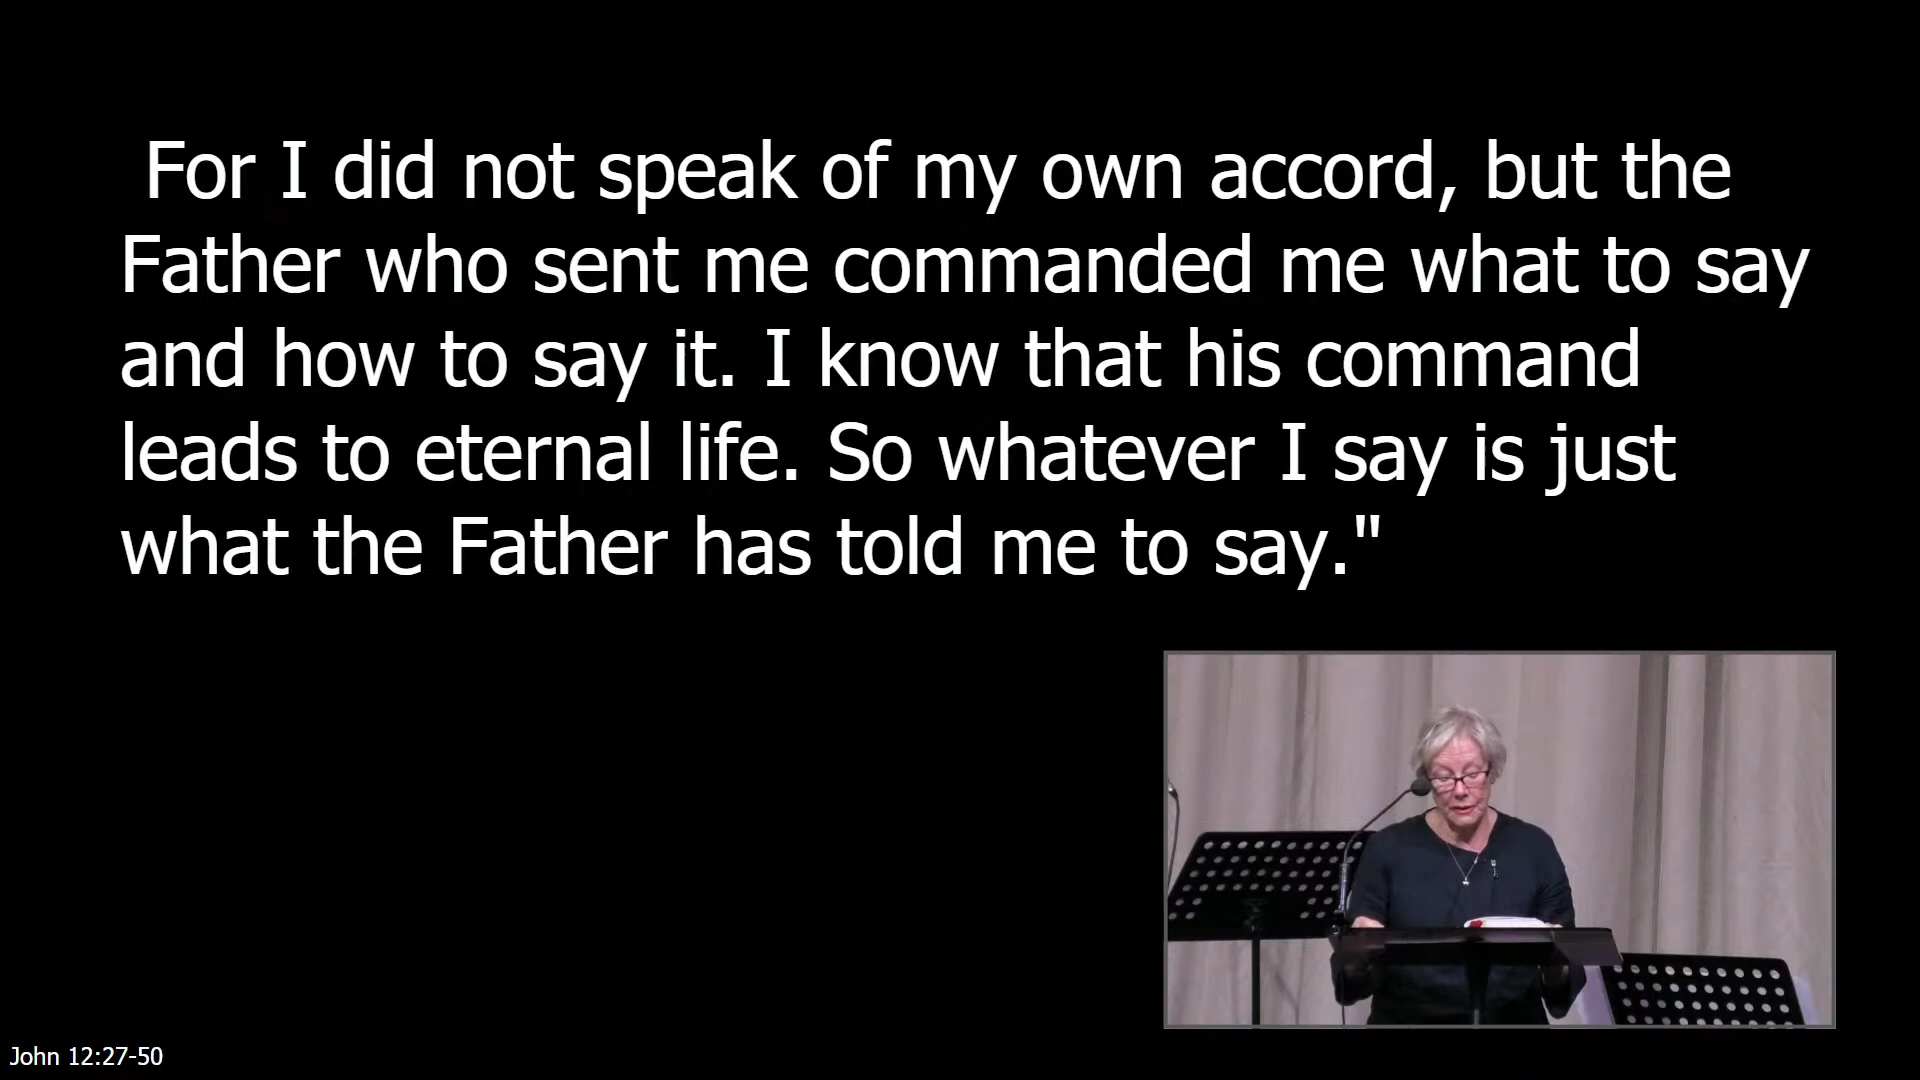 For I did not speak of my own accord, but the
Father who sent me commanded me what to say
and how to say it. I know that his command
leads to eternal life. So whatever I say is just
what the Father has told me to say."
John 12:27-50